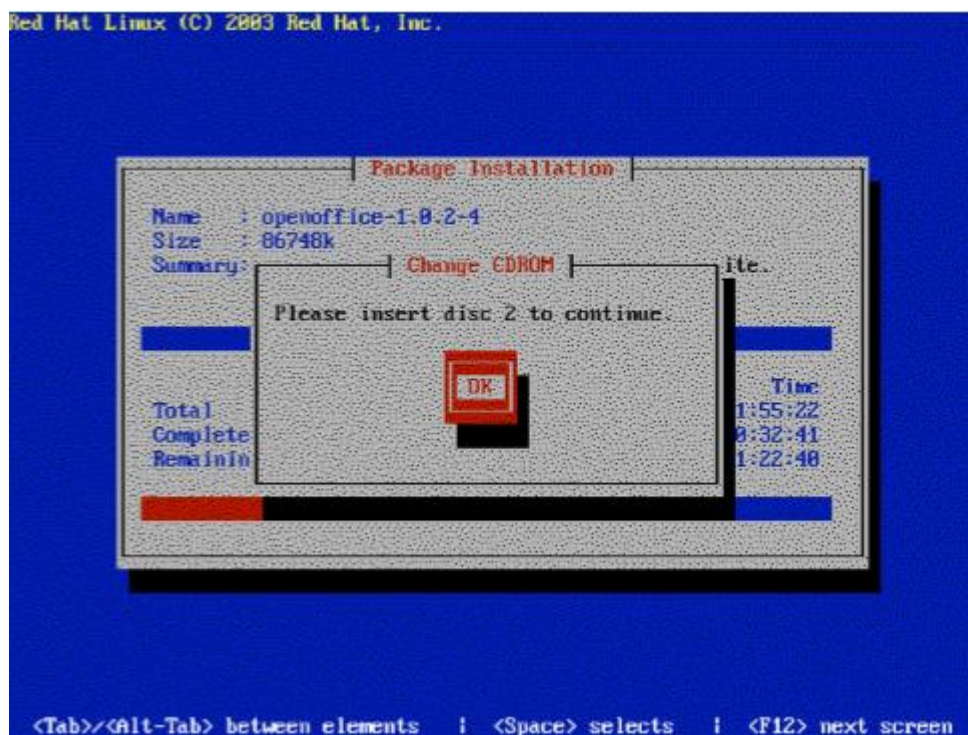 Red Hat Linux (C) 2003 Red Hat, Inc.
Package Installation
Name : openoffice-1.0.2-4
Size : 86748k
Summary: ite.
Change CDROM
Please insert disc 2 to continue.
OK
Time
Total 1:55:22
Complete 0:32:41
Remainin 1:22:40
<Tab>/<Alt-Tab> between elements | <Space> selects | <F12> next screen